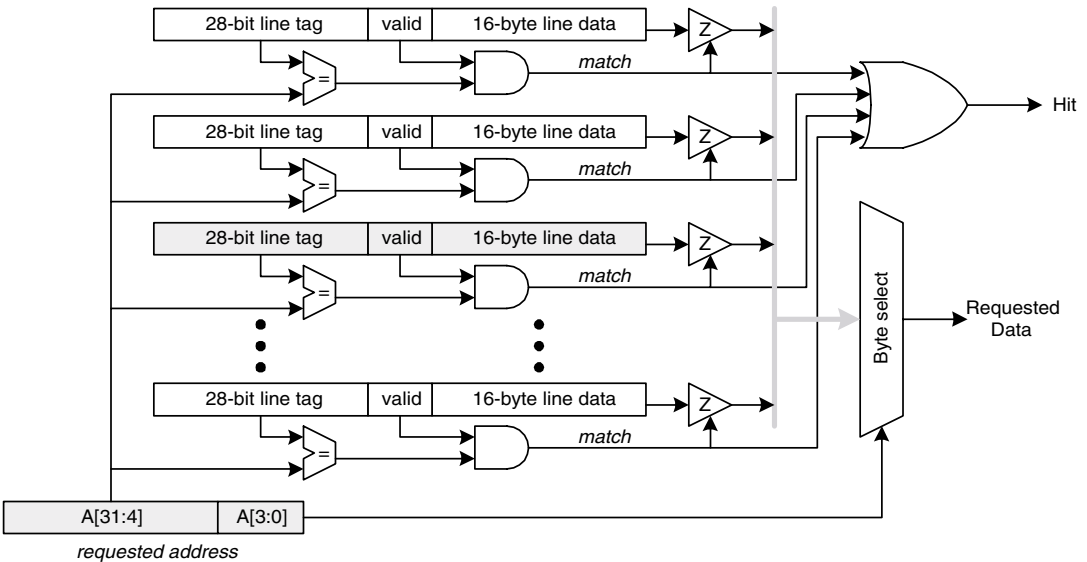 28-bit line tag valid 16-byte line data Z
= match
Hit
28-bit line tag valid 16-byte line data Z
= match
28-bit line tag valid 16-byte line data Z
= match
Byte select
Requested
Data
28-bit line tag valid 16-byte line data Z
= match
A[31:4] A[3:0]
requested address